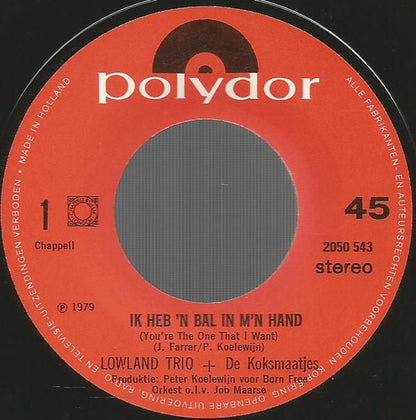 polydor
ALLE FABRIKANTEN- EN AUTEURSRECHTEN VOORBEHOUDEN KOPIËRING, OPENBARE UITVOERING, RADIO- EN TELEVISIE-UITZENDINGEN VERBODEN • MADE IN HOLLAND
1
Chappell
45
2050 543
stereo
℗ 1979
IK HEB 'N BAL IN M'N HAND
(You're The One That I Want)
(J. Farrar/P. Koelewijn)
LOWLAND TRIO + De Koksmaatjes
Produktie: Peter Koelewijn voor Born Free
Orkest o.l.v. Job Maarse